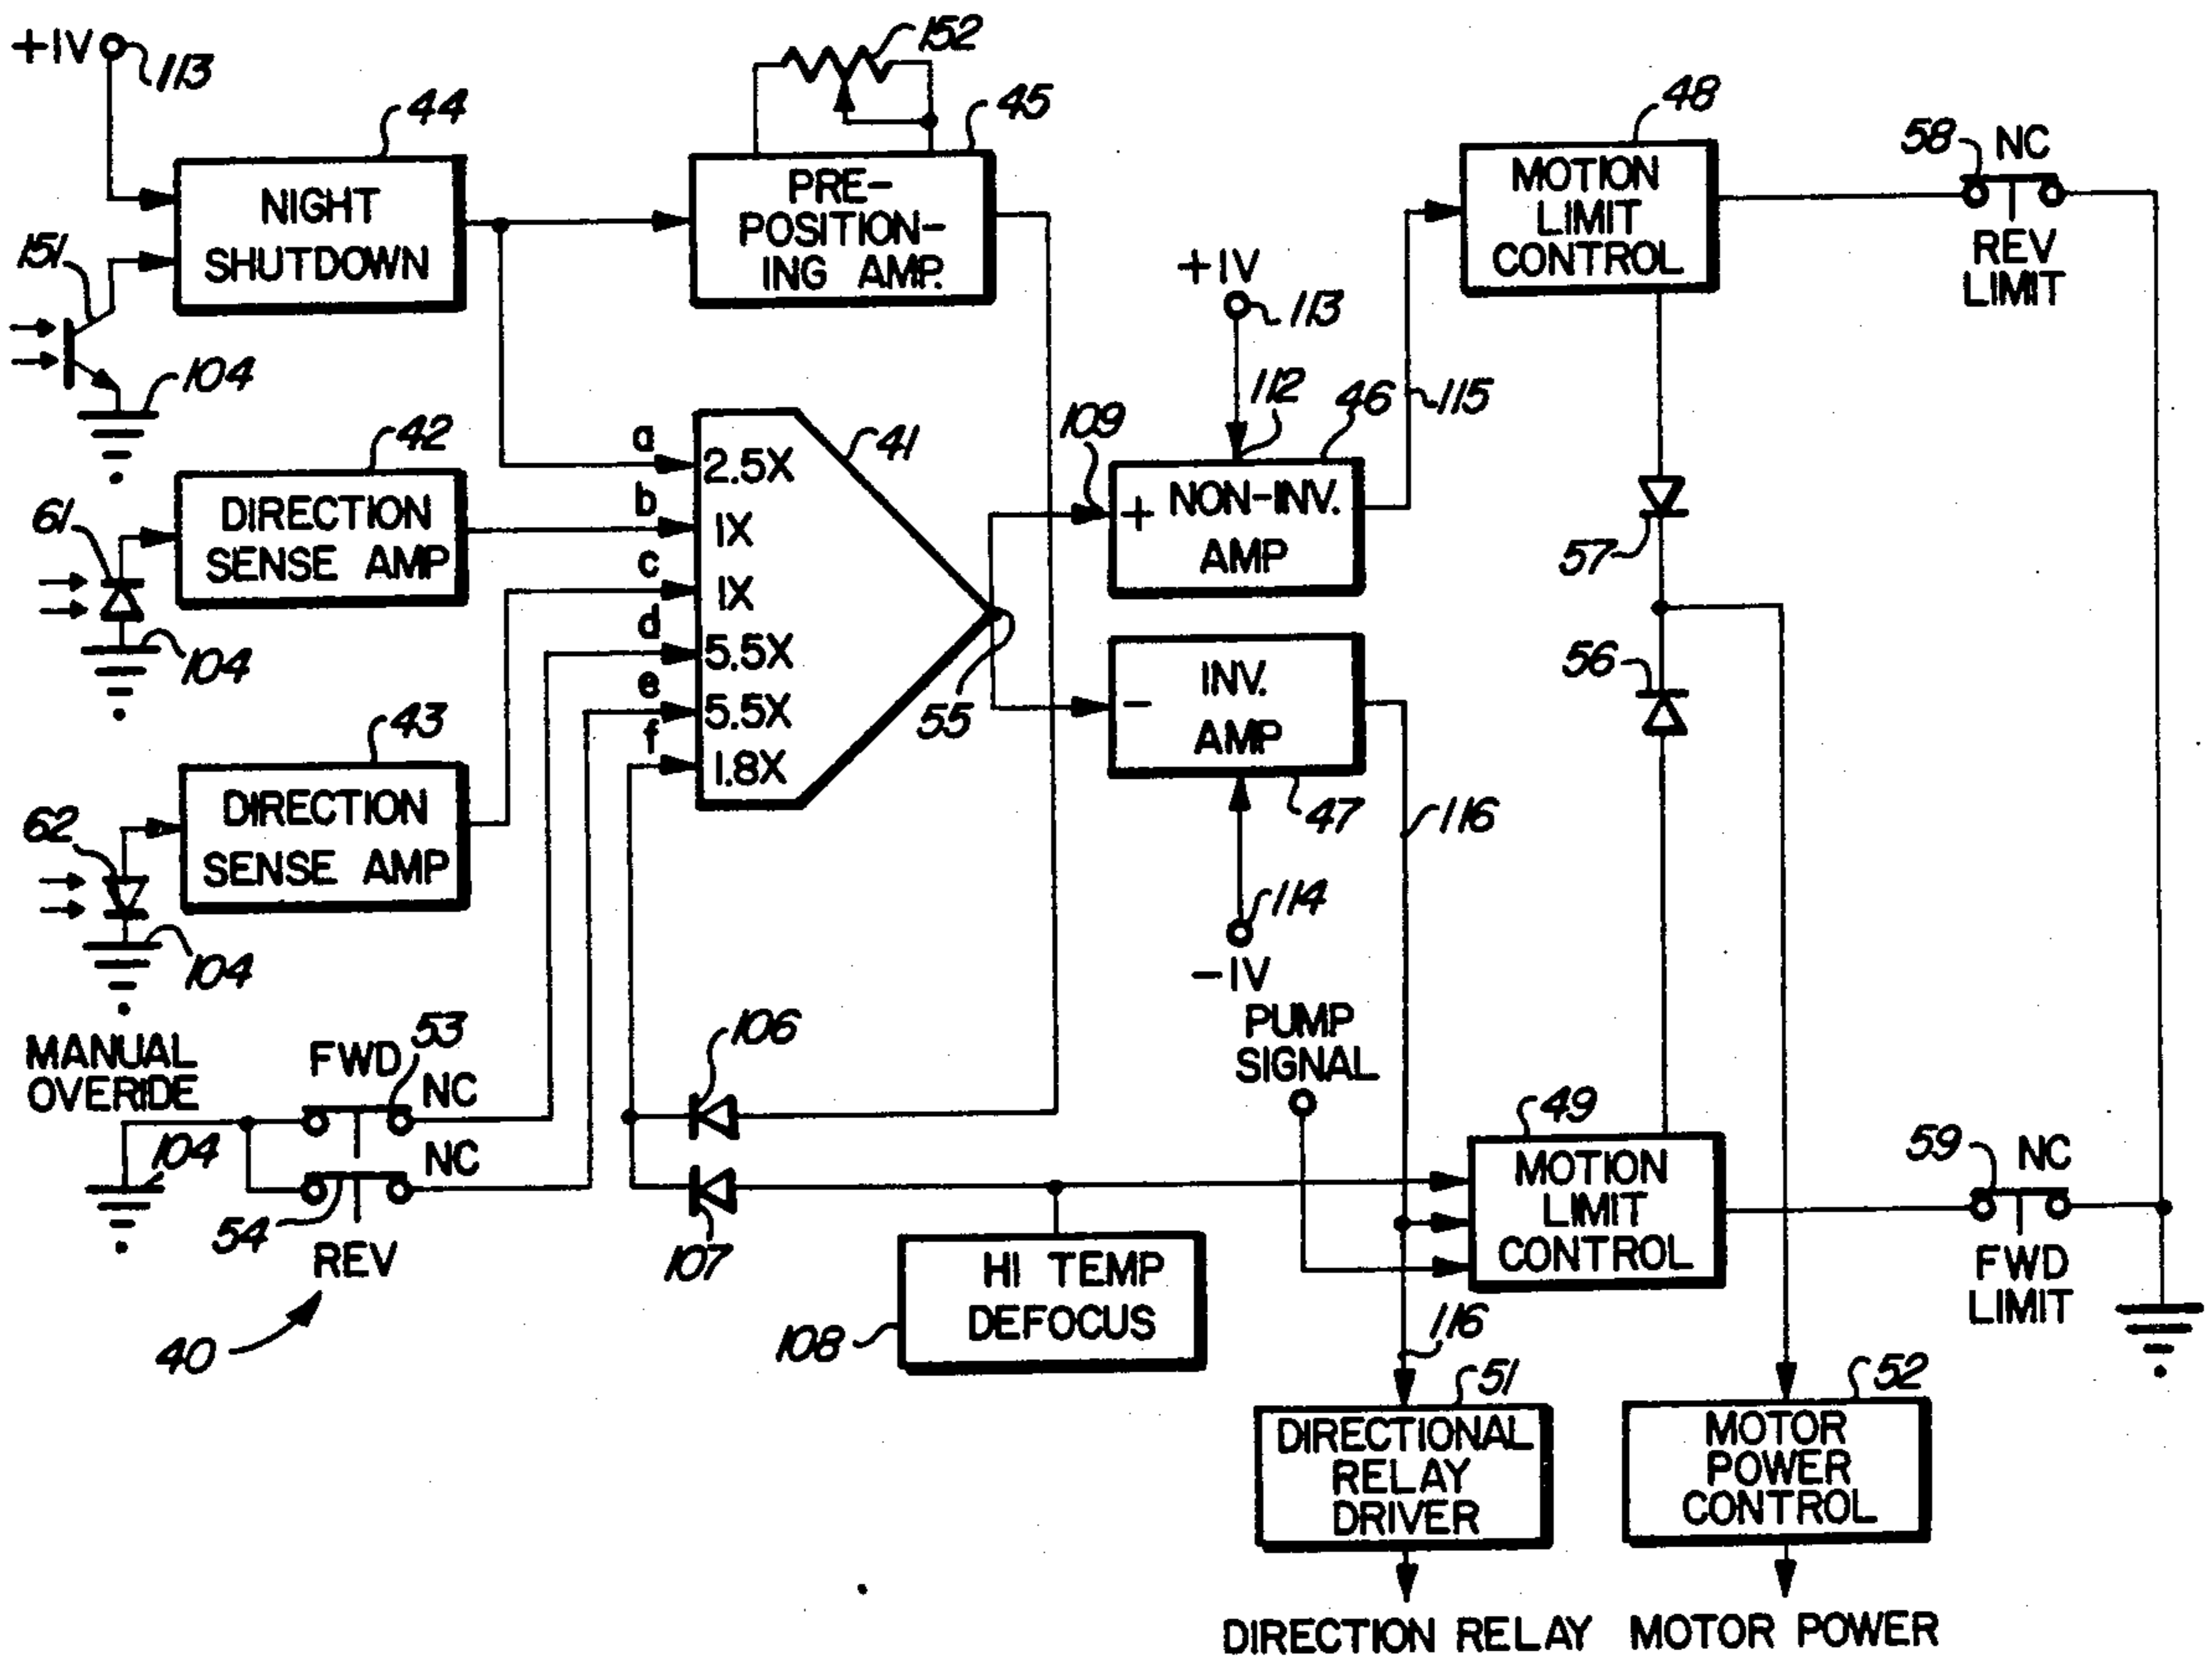 +1V
113
44
NIGHT
SHUTDOWN
151
104
152
45
PRE-
POSITION-
ING AMP.
48
MOTION
LIMIT
CONTROL
58
NC
REV
LIMIT
42
DIRECTION
SENSE AMP
61
104
43
DIRECTION
SENSE AMP
62
104
a
2.5X
b
1X
c
1X
d
5.5X
e
5.5X
f
1.8X
41
55
+1V
113
112
109
46
115
+ NON-INV.
AMP
-
INV.
AMP
47
116
114
-1V
57
56
PUMP
SIGNAL
MANUAL
OVERIDE
FWD
53
NC
104
NC
54
REV
40
106
107
HI TEMP
DEFOCUS
108
49
MOTION
LIMIT
CONTROL
59
NC
FWD
LIMIT
116
51
DIRECTIONAL
RELAY
DRIVER
52
MOTOR
POWER
CONTROL
DIRECTION RELAY
MOTOR POWER